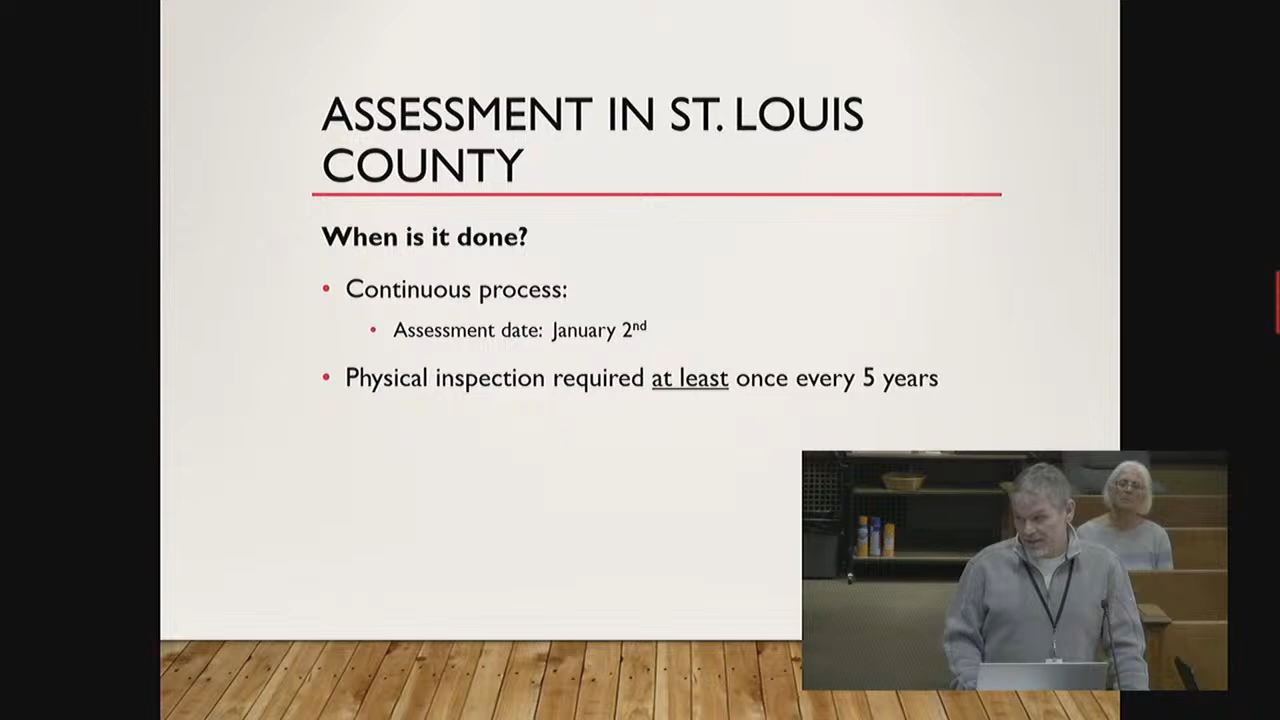 ASSESSMENT IN ST. LOUIS
COUNTY
When is it done?
• Continuous process:
• Assessment date: January 2nd
• Physical inspection required at least once every 5 years